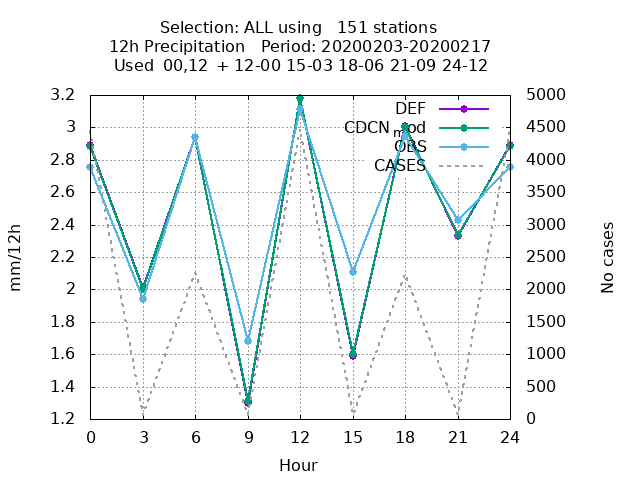 Selection: ALL using   151 stations
12h Precipitation   Period: 20200203-20200217
Used  00,12  + 12-00 15-03 18-06 21-09 24-12
DEF
CDCN mod
OBS
CASES
3.2
3
2.8
2.6
2.4
2.2
2
1.8
1.6
1.4
1.2
mm/12h
5000
4500
4000
3500
3000
2500
2000
1500
1000
500
0
No cases
0 3 6 9 12 15 18 21 24
Hour